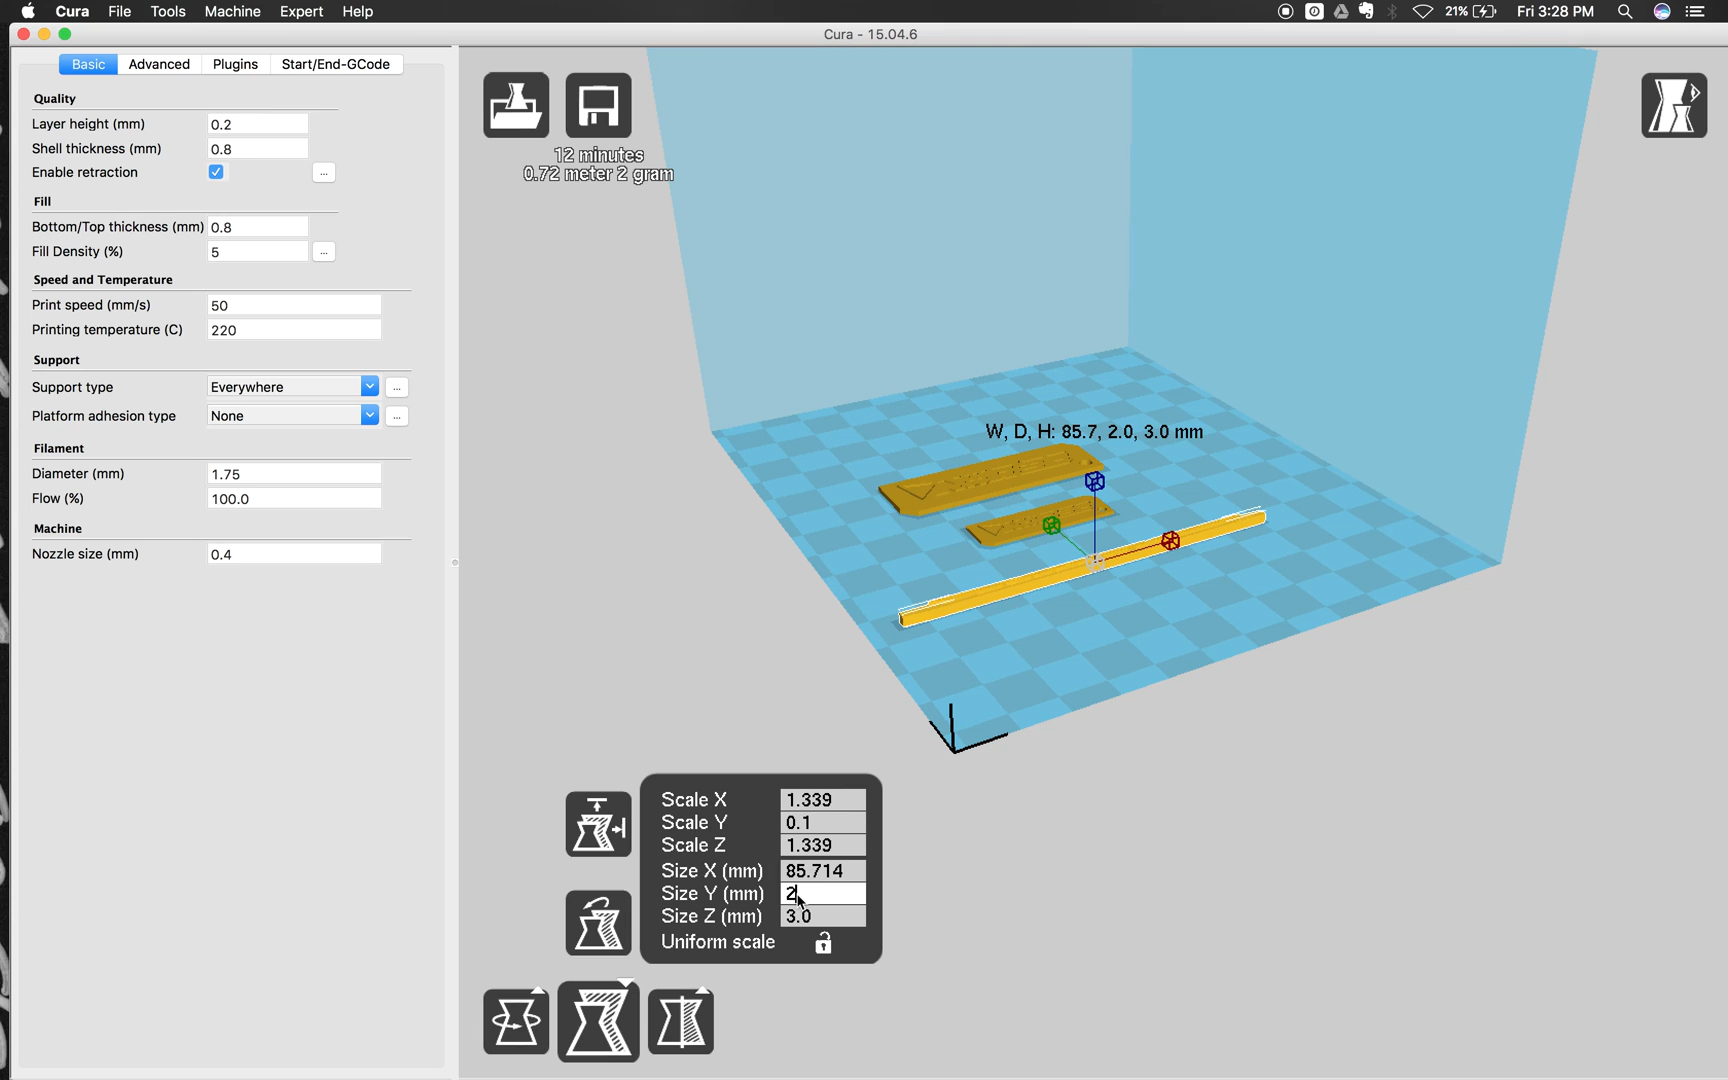 Cura File Tools Machine Expert Help 21% Fri 3:28 PM
Cura - 15.04.6
Basic Advanced Plugins Start/End-GCode
Quality
Layer height (mm) 0.2
Shell thickness (mm) 0.8
Enable retraction ...
Fill
Bottom/Top thickness (mm) 0.8
Fill Density (%) 5 ...
Speed and Temperature
Print speed (mm/s) 50
Printing temperature (C) 220
Support
Support type Everywhere ...
Platform adhesion type None ...
Filament
Diameter (mm) 1.75
Flow (%) 100.0
Machine
Nozzle size (mm) 0.4
12 minutes
0.72 meter 2 gram
W, D, H: 85.7, 2.0, 3.0 mm
Scale X 1.339
Scale Y 0.1
Scale Z 1.339
Size X (mm) 85.714
Size Y (mm) 2
Size Z (mm) 3.0
Uniform scale